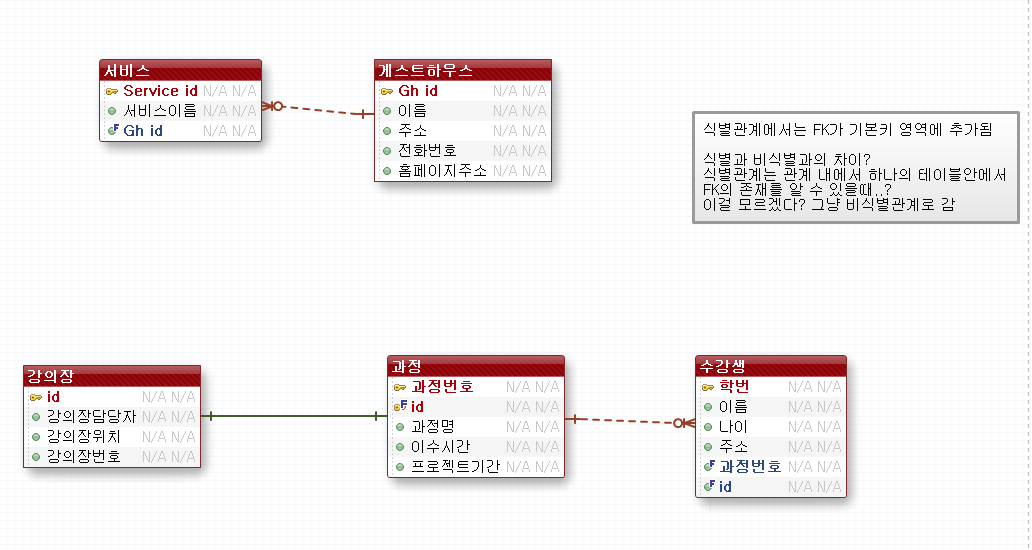 서비스
Service id N/A N/A
서비스이름 N/A N/A
Gh id N/A N/A
게스트하우스
Gh id N/A N/A
이름 N/A N/A
주소 N/A N/A
전화번호 N/A N/A
홈페이지주소 N/A N/A
식별관계에서는 FK가 기본키 영역에 추가됨
식별과 비식별과의 차이?
식별관계는 관계 내에서 하나의 테이블안에서
FK의 존재를 알 수 있을때..?
이걸 모르겠다? 그냥 비식별관계로 감
강의장
id N/A N/A
강의장담당자 N/A N/A
강의장위치 N/A N/A
강의장번호 N/A N/A
과정
과정번호 N/A N/A
id N/A N/A
과정명 N/A N/A
이수시간 N/A N/A
프로젝트기간 N/A N/A
수강생
학번 N/A N/A
이름 N/A N/A
나이 N/A N/A
주소 N/A N/A
과정번호 N/A N/A
id N/A N/A